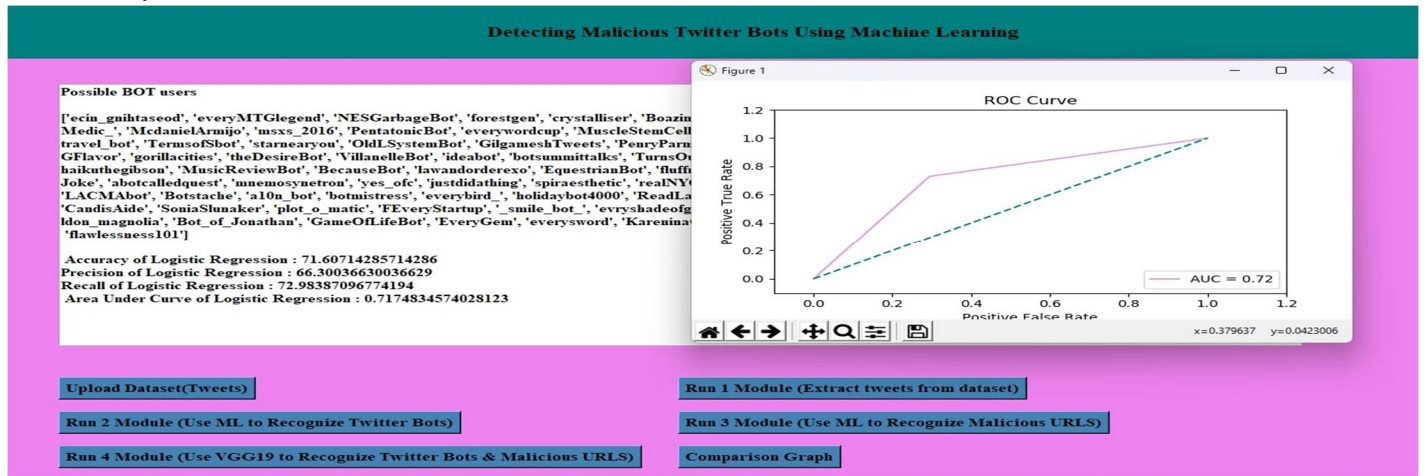 Detecting Malicious Twitter Bots Using Machine Learning
Possible BOT users
['ecin_gnihtaseod', 'everyMTGlegend', 'NESGarbageBot', 'forestgen', 'crystalliser', 'Boazin
Medic_', 'McdanielArmijo', 'msxs_2016', 'PentatonicBot', 'everywordcup', 'MuscleStemCell
travel_bot', 'TermsofSbot', 'starnearyou', 'OldLSystemBot', 'GilgameshTweets', 'PenryParn
GFlavor', 'gorillacities', 'theDesireBot', 'VillanelleBot', 'ideabot', 'botsummittalks', 'TurnsOu
haikuthegibson', 'MusicReviewBot', 'BecauseBot', 'lawandorderexo', 'EquestrianBot', 'fluffr
Joke', 'abotcalledquest', 'mnemosynetron', 'yes_ofc', 'justdidathing', 'spiraesthetic', 'realNY
'LACMAbot', 'Botstache', 'a10n_bot', 'botmistress', 'everybird_', 'holidaybot4000', 'ReadLa
'CandisAide', 'SoniaSlunaker', 'plot_o_matic', 'FEveryStartup', '_smile_bot_', 'evryshadeofg
ldon_magnolia', 'Bot_of_Jonathan', 'GameOfLifeBot', 'EveryGem', 'everysword', 'Karenina
'flawlessness101']
Accuracy of Logistic Regression : 71.60714285714286
Precision of Logistic Regression : 66.30036630036629
Recall of Logistic Regression : 72.98387096774194
Area Under Curve of Logistic Regression : 0.7174834574028123
Figure 1
ROC Curve
1.2
1.0
0.8
0.6
0.4
0.2
0.0
Positive True Rate
AUC = 0.72
0.0 0.2 0.4 0.6 0.8 1.0 1.2
Positive False Rate
x=0.379637 y=0.0423006
Upload Dataset(Tweets)
Run 1 Module (Extract tweets from dataset)
Run 2 Module (Use ML to Recognize Twitter Bots)
Run 3 Module (Use ML to Recognize Malicious URLS)
Run 4 Module (Use VGG19 to Recognize Twitter Bots & Malicious URLS)
Comparison Graph